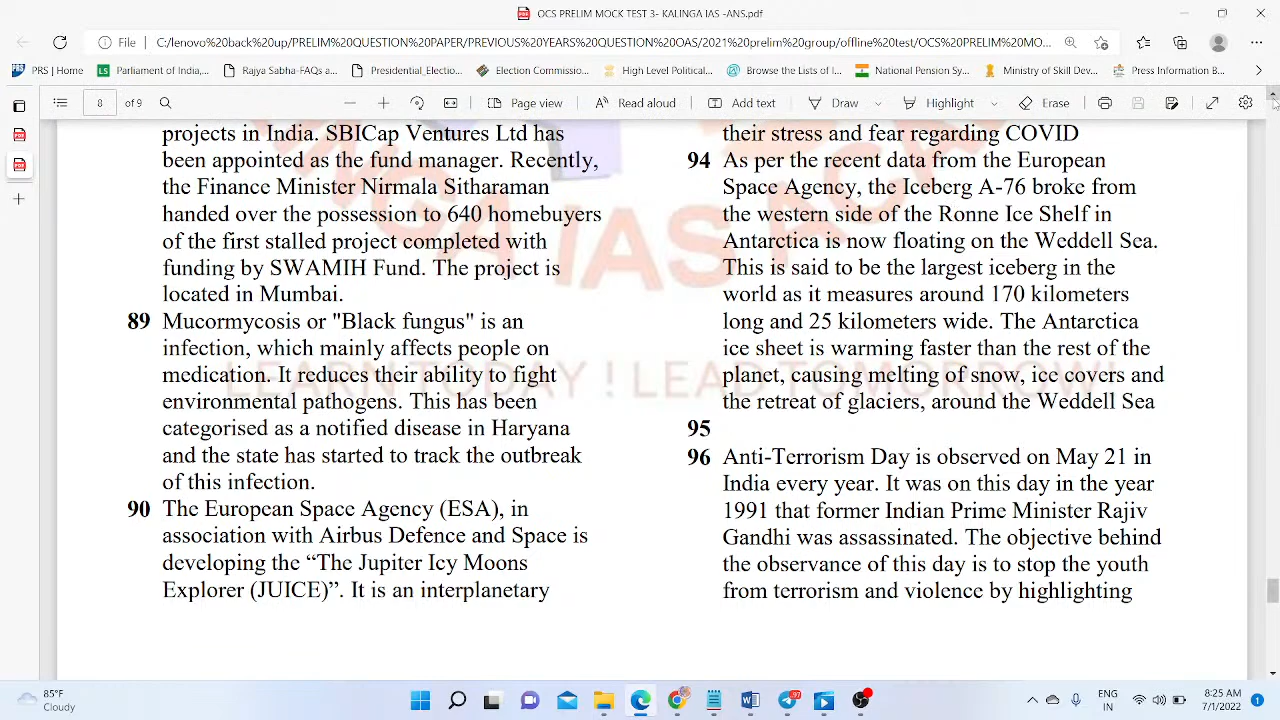 OCS PRELIM MOCK TEST 3- KALINGA IAS -ANS.pdf
File
C:/lenovo%20back%20up/PRELIM%20QUESTION%20PAPER/PREVIOUS%20YEARS%20QUESTION%20OAS/2021%20prelim%20group/offline%20test/OCS%20PRELIM%20MO...
PRS | Home
Parliament of India,...
Rajya Sabha-FAQs ...
Presidential_Electio...
Election Commissio...
High Level Political...
Browse the Lists of I...
National Pension Sy...
Ministry of Skill Dev...
Press Information B...
8
of 9
Page view
Read aloud
Add text
Draw
Highlight
Erase
projects in India. SBICap Ventures Ltd has
been appointed as the fund manager. Recently,
the Finance Minister Nirmala Sitharaman
handed over the possession to 640 homebuyers
of the first stalled project completed with
funding by SWAMIH Fund. The project is
located in Mumbai.
89 Mucormycosis or "Black fungus" is an
infection, which mainly affects people on
medication. It reduces their ability to fight
environmental pathogens. This has been
categorised as a notified disease in Haryana
and the state has started to track the outbreak
of this infection.
90 The European Space Agency (ESA), in
association with Airbus Defence and Space is
developing the “The Jupiter Icy Moons
Explorer (JUICE)”. It is an interplanetary
their stress and fear regarding COVID
94 As per the recent data from the European
Space Agency, the Iceberg A-76 broke from
the western side of the Ronne Ice Shelf in
Antarctica is now floating on the Weddell Sea.
This is said to be the largest iceberg in the
world as it measures around 170 kilometers
long and 25 kilometers wide. The Antarctica
ice sheet is warming faster than the rest of the
planet, causing melting of snow, ice covers and
the retreat of glaciers, around the Weddell Sea
95
96 Anti-Terrorism Day is observed on May 21 in
India every year. It was on this day in the year
1991 that former Indian Prime Minister Rajiv
Gandhi was assassinated. The objective behind
the observance of this day is to stop the youth
from terrorism and violence by highlighting
NGA IAS ACA
LEARN TODAY ! LEAD TOMORROW!
85°F
Cloudy
37
ENG
IN
8:25 AM
7/1/2022
1